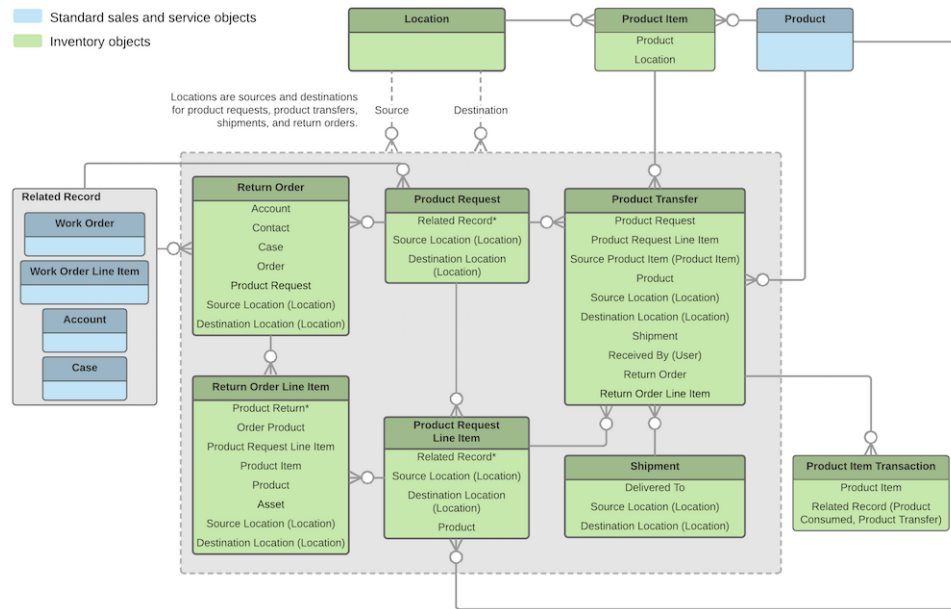 Standard sales and service objects
Inventory objects
Location
Product Item
Product
Location
Product
Locations are sources and destinations
for product requests, product transfers,
shipments, and return orders.
Source
Destination
Related Record
Work Order
Work Order Line Item
Account
Case
Return Order
Account
Contact
Case
Order
Product Request
Source Location (Location)
Destination Location (Location)
Product Request
Related Record*
Source Location (Location)
Destination Location
(Location)
Product Transfer
Product Request
Product Request Line Item
Source Product Item (Product Item)
Product
Source Location (Location)
Destination Location (Location)
Shipment
Received By (User)
Return Order
Return Order Line Item
Return Order Line Item
Product Return*
Order Product
Product Request Line Item
Product Item
Product
Asset
Source Location (Location)
Destination Location (Location)
Product Request
Line Item
Related Record*
Source Location (Location)
Destination Location
(Location)
Product
Shipment
Delivered To
Source Location (Location)
Destination Location (Location)
Product Item Transaction
Product Item
Related Record (Product
Consumed, Product Transfer)